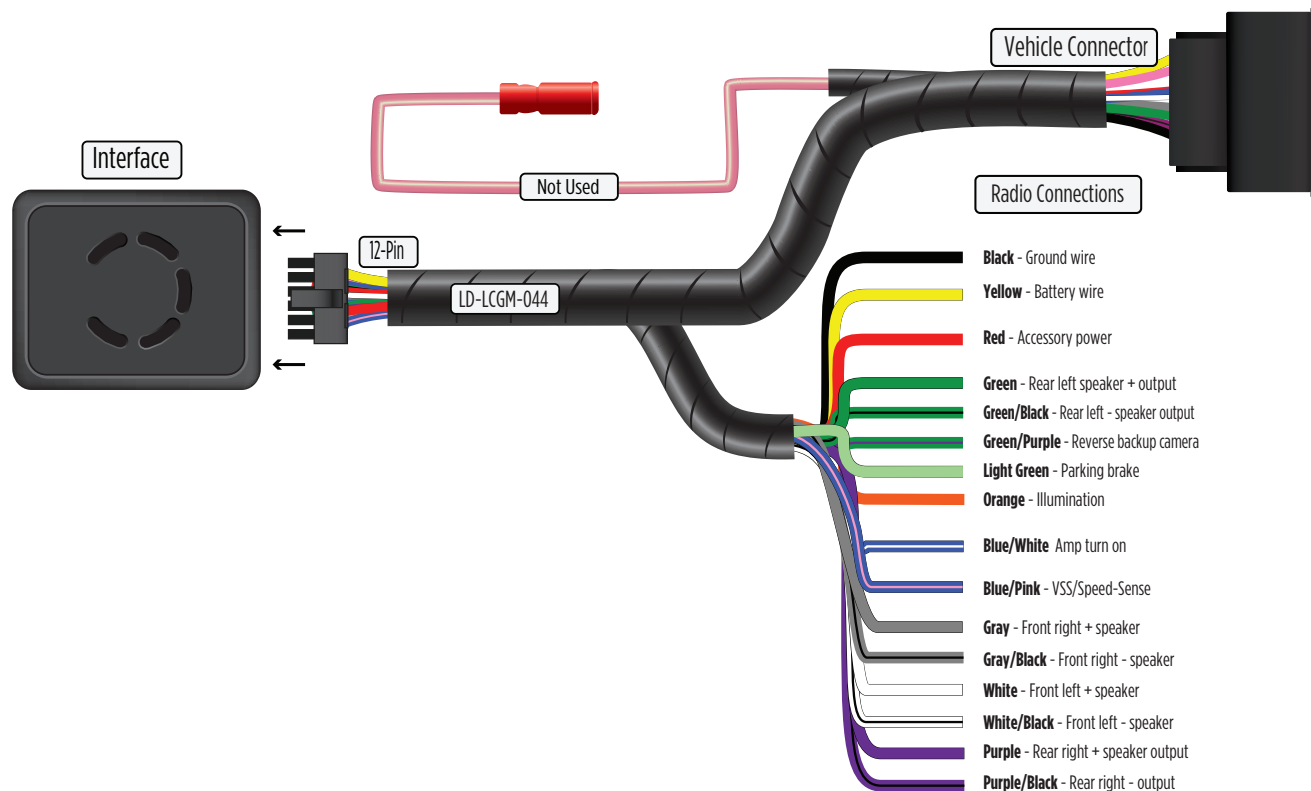 Vehicle Connector
Interface
Not Used
Radio Connections
12-Pin
LD-LCGM-044
Black - Ground wire
Yellow - Battery wire
Red - Accessory power
Green - Rear left speaker + output
Green/Black - Rear left - speaker output
Green/Purple - Reverse backup camera
Light Green - Parking brake
Orange - Illumination
Blue/White Amp turn on
Blue/Pink - VSS/Speed-Sense
Gray - Front right + speaker
Gray/Black - Front right - speaker
White - Front left + speaker
White/Black - Front left - speaker
Purple - Rear right + speaker output
Purple/Black - Rear right - output